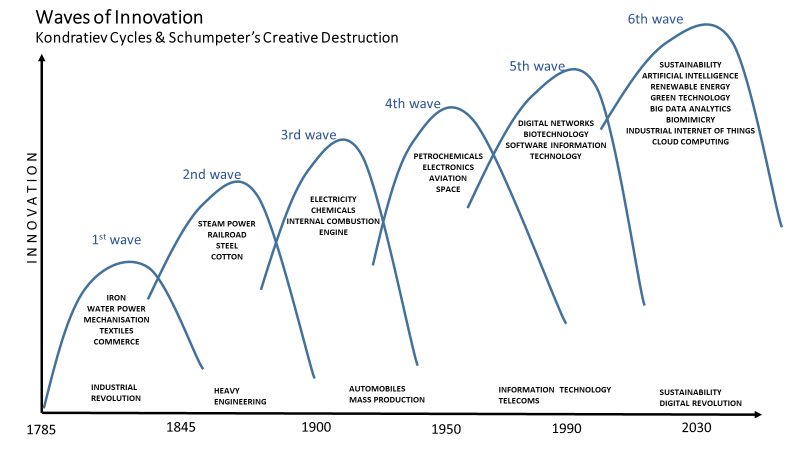 Waves of Innovation
Kondratiev Cycles & Schumpeter's Creative Destruction
INNOVATION
1st wave
IRON
WATER POWER
MECHANISATION
TEXTILES
COMMERCE
2nd wave
STEAM POWER
RAILROAD
STEEL
COTTON
3rd wave
ELECTRICITY
CHEMICALS
INTERNAL COMBUSTION
ENGINE
4th wave
PETROCHEMICALS
ELECTRONICS
AVIATION
SPACE
5th wave
DIGITAL NETWORKS
BIOTECHNOLOGY
SOFTWARE INFORMATION
TECHNOLOGY
6th wave
SUSTAINABILITY
ARTIFICIAL INTELLIGENCE
RENEWABLE ENERGY
GREEN TECHNOLOGY
BIG DATA ANALYTICS
BIOMIMICRY
INDUSTRIAL INTERNET OF THINGS
CLOUD COMPUTING
INDUSTRIAL
REVOLUTION
HEAVY
ENGINEERING
AUTOMOBILES
MASS PRODUCTION
INFORMATION TECHNOLOGY
TELECOMS
SUSTAINABILITY
DIGITAL REVOLUTION
1785
1845
1900
1950
1990
2030